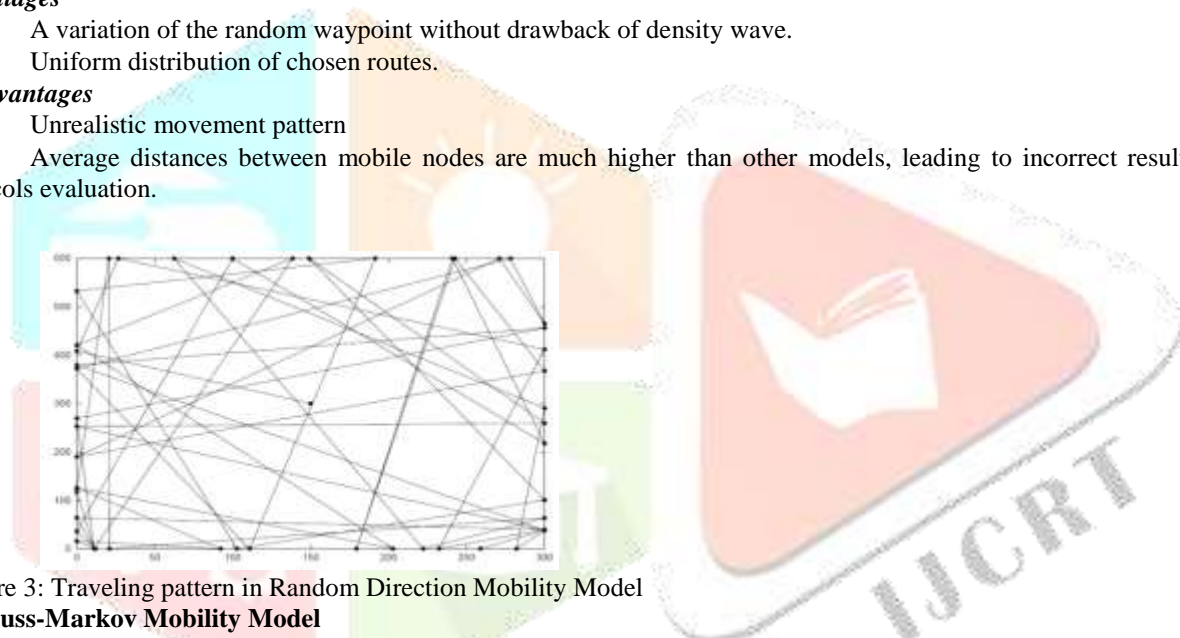 ntages
A variation of the random waypoint without drawback of density wave.
Uniform distribution of chosen routes.
vantages
Unrealistic movement pattern
Average distances between mobile nodes are much higher than other models, leading to incorrect result
cols evaluation.
600
500
400
300
200
100
0
0 50 100 150 200 250 300
re 3: Traveling pattern in Random Direction Mobility Model
uss-Markov Mobility Model
IJCRT